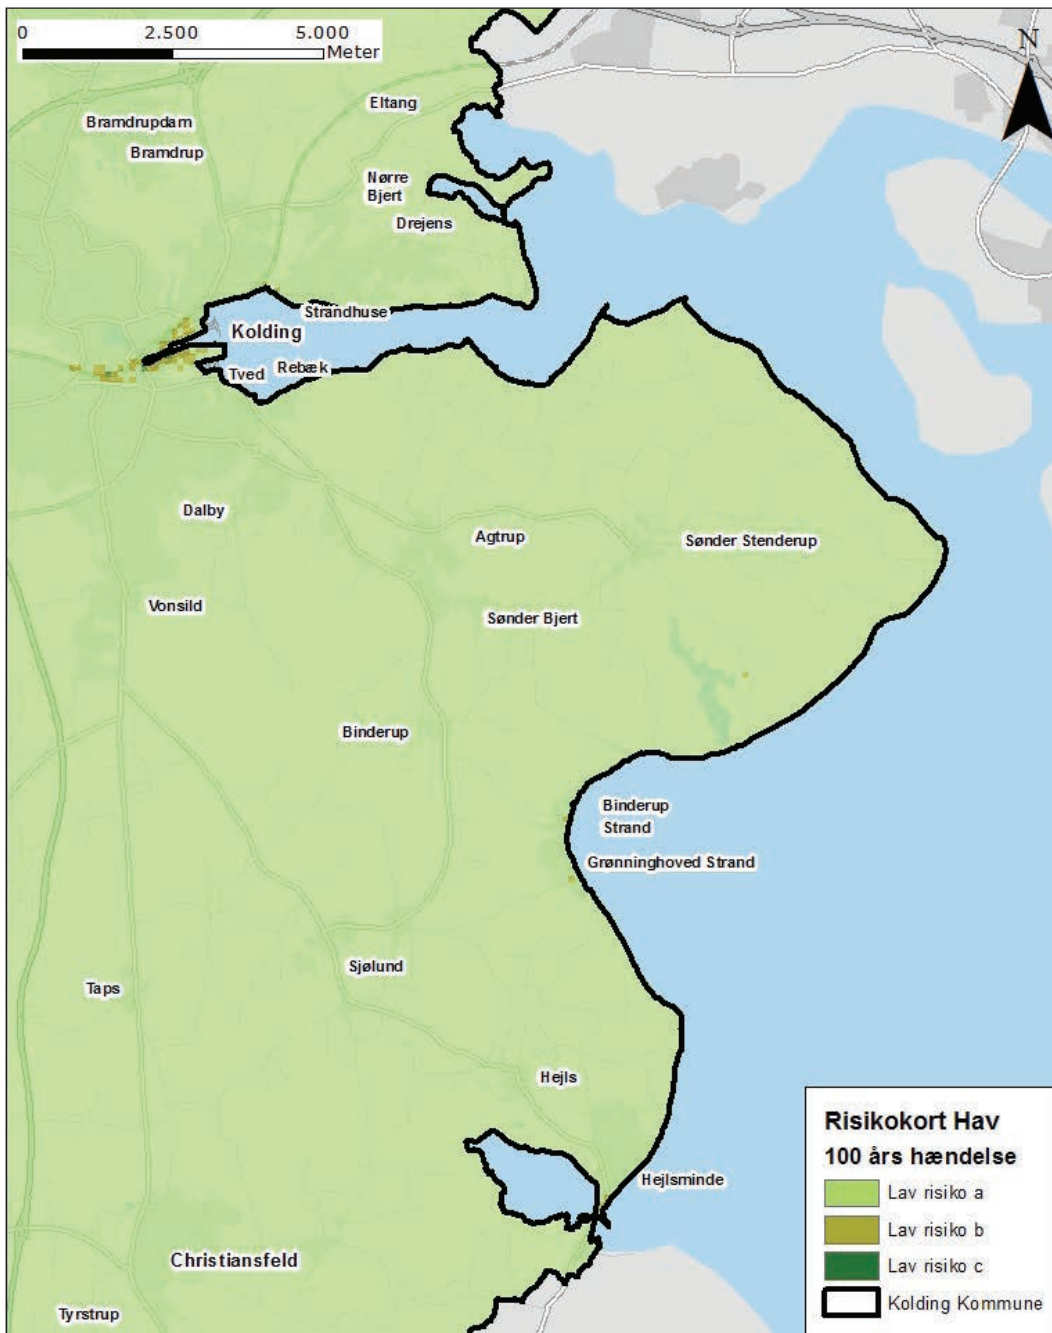 0 2.500 5.000
Meter
N
Eltang
Bramdrupdam
Bramdrup
Nørre
Bjert
Drejens
Strandhuse
Kolding
Rebæk
Tved
Dalby
Agtrup
Sønder Stenderup
Vonsild
Sønder Bjert
Binderup
Binderup
Strand
Grønninghoved Strand
Sjølund
Taps
Hejls
Hejlsminde
Christiansfeld
Tyrstrup
Risikokort Hav
100 års hændelse
Lav risiko a
Lav risiko b
Lav risiko c
Kolding Kommune